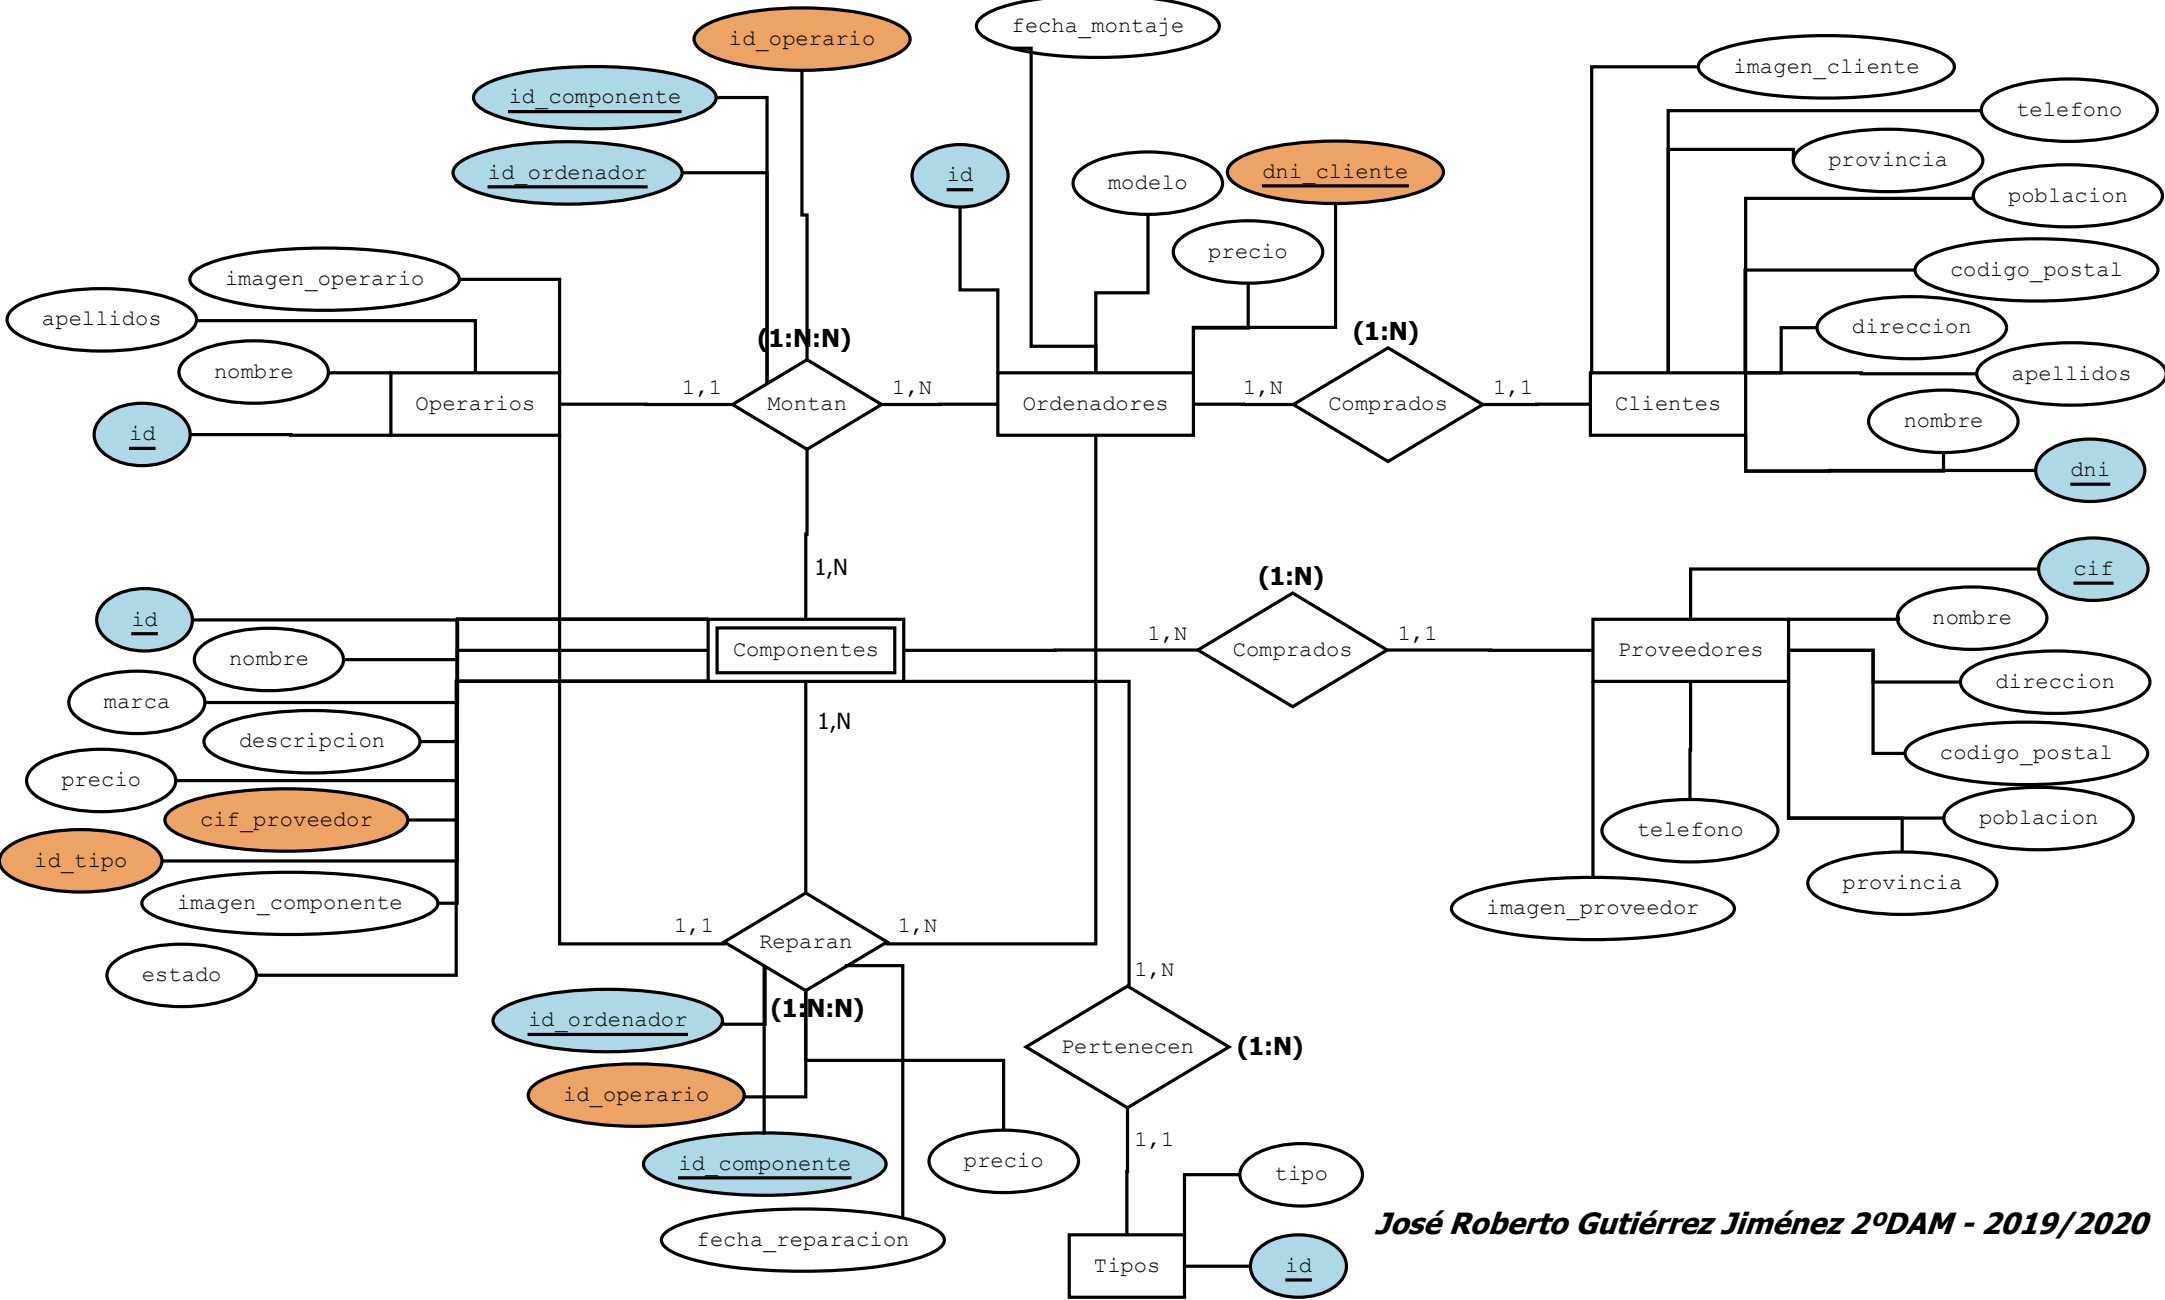 id_operario
fecha_montaje
imagen_cliente
id_componente
telefono
id_ordenador
id
modelo
dni_cliente
provincia
poblacion
precio
codigo_postal
imagen_operario
apellidos
direccion
(1:N:N)
(1:N)
nombre
apellidos
1,1
1,N
1,N
1,1
Operarios
Montan
Ordenadores
Comprados
Clientes
nombre
id
dni
1,N
(1:N)
cif
id
nombre
nombre
1,N
1,1
Componentes
Comprados
Proveedores
direccion
marca
1,N
descripcion
codigo_postal
precio
cif_proveedor
telefono
poblacion
id_tipo
provincia
imagen_componente
imagen_proveedor
1,1
1,N
Reparan
estado
1,N
(1:N:N)
id_ordenador
Pertenecen
(1:N)
id_operario
1,1
id_componente
precio
tipo
fecha_reparacion
José Roberto Gutiérrez Jiménez 2ºDAM - 2019/2020
Tipos
id